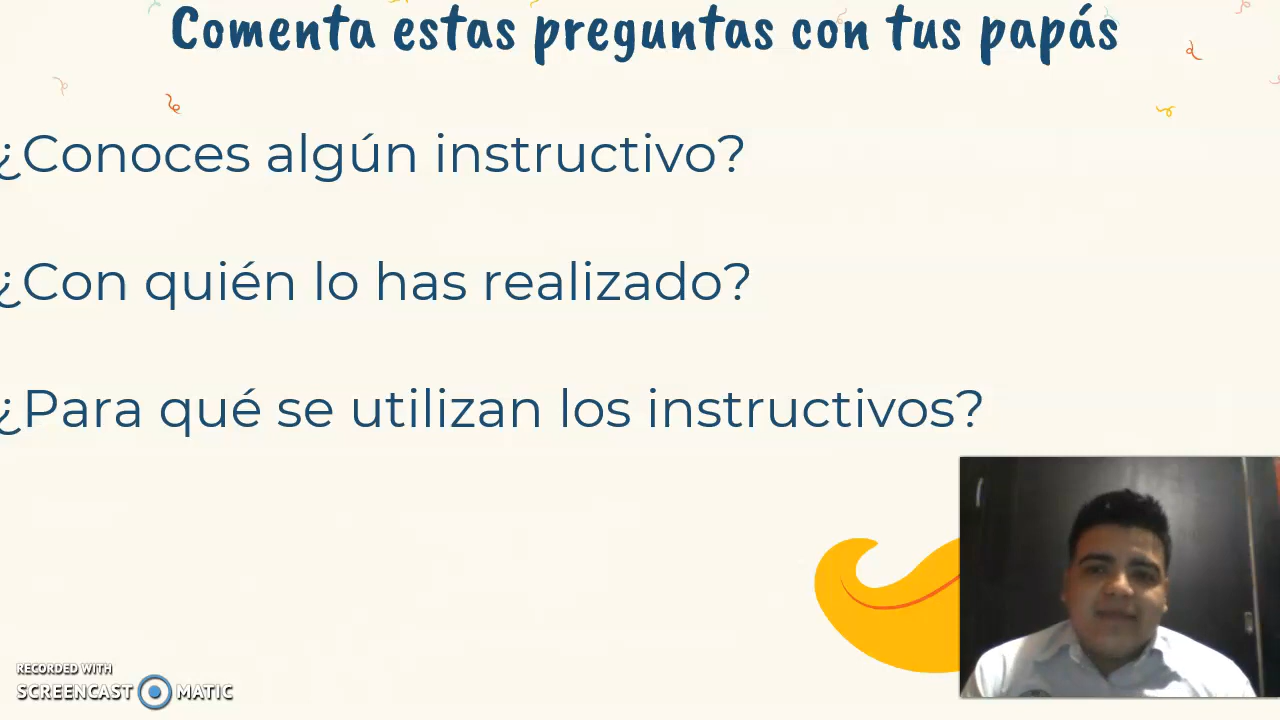 Comenta estas preguntas con tus papás
¿Conoces algún instructivo?
¿Con quién lo has realizado?
¿Para qué se utilizan los instructivos?
RECORDED WITH
SCREENCAST MATIC